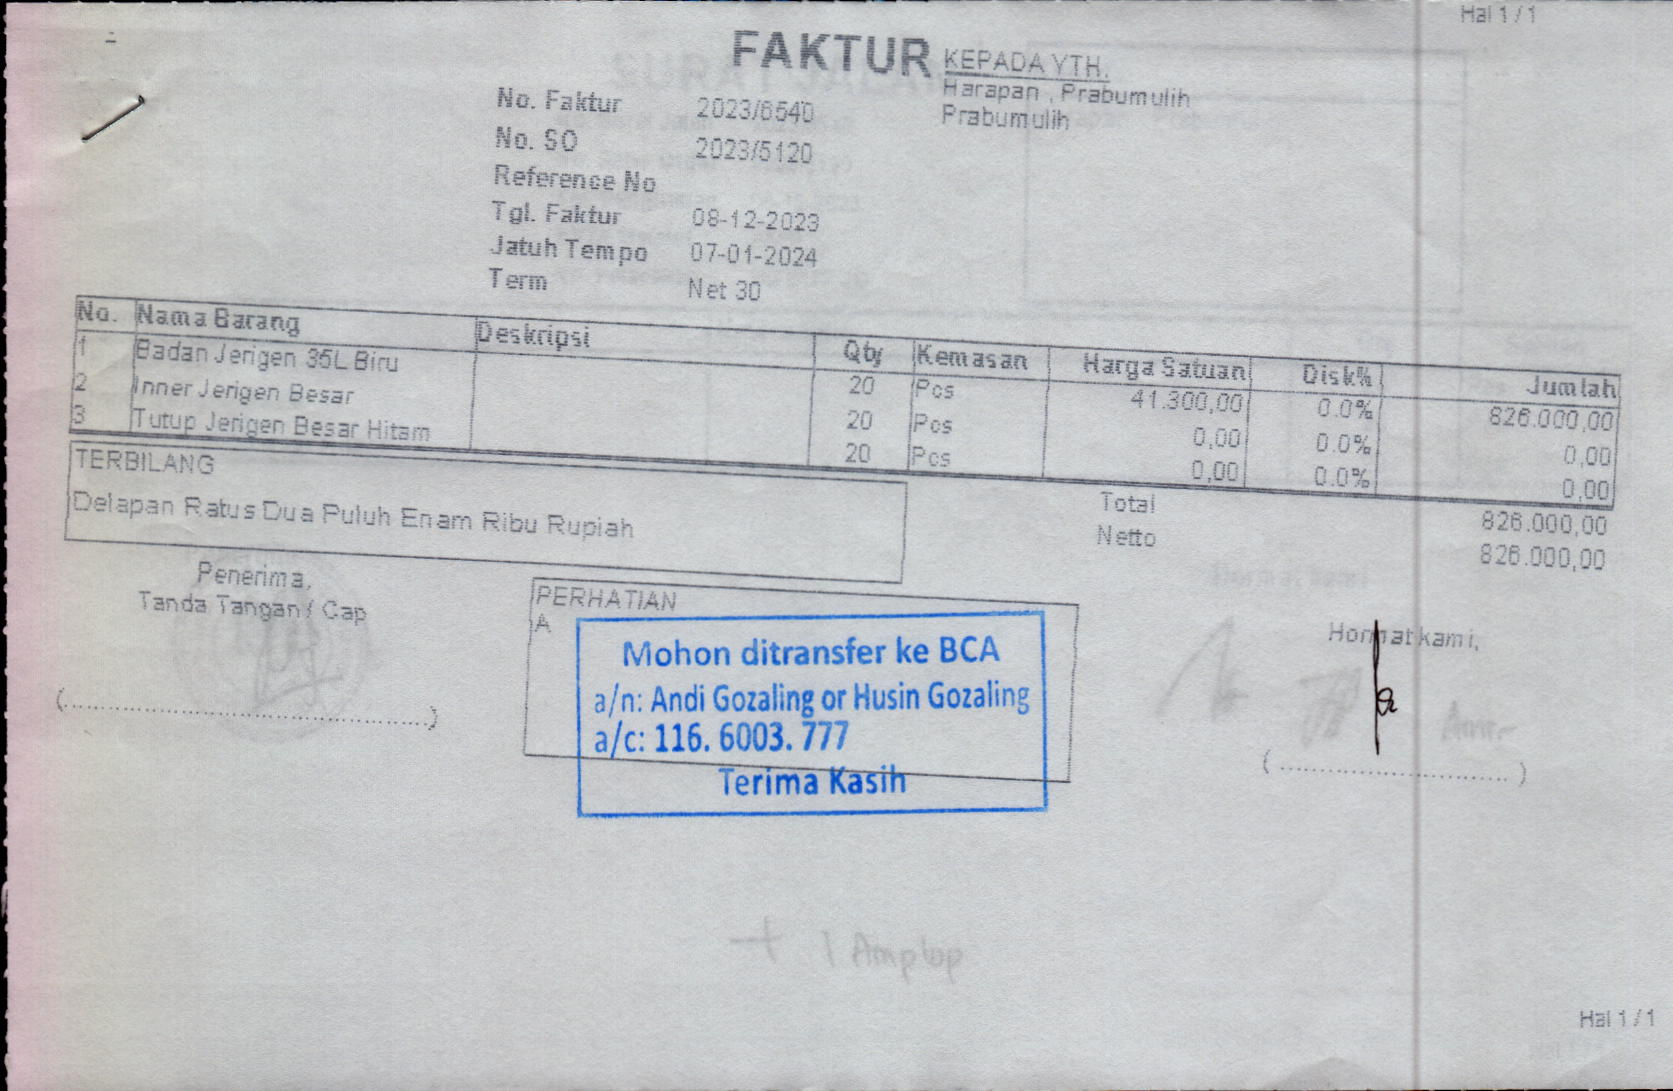 Hal 1 / 1
FAKTUR
KEPADA YTH.
Harapan , Prabumulih
Prabumulih
No. Faktur 2023/6540
No. SO 2023/5120
Reference No
Tgl. Faktur 08-12-2023
Jatuh Tempo 07-01-2024
Term Net 30
No. Nama Barang Deskripsi Qty Kemasan Harga Satuan Disk% Jumlah
1 Badan Jerigen 35L Biru 20 Pcs 41.300,00 0.0% 826.000,00
2 Inner Jerigen Besar 20 Pcs 0,00 0.0% 0,00
3 Tutup Jerigen Besar Hitam 20 Pcs 0,00 0.0% 0,00
TERBILANG
Delapan Ratus Dua Puluh Enam Ribu Rupiah
Total 826.000,00
Netto 826.000,00
Penerima,
Tanda Tangan / Cap
(....................................................)
PERHATIAN
A
Mohon ditransfer ke BCA
a/n: Andi Gozaling or Husin Gozaling
a/c: 116. 6003. 777
Terima Kasih
Hormat kami,
( ................................ )
+ 1 Amplop
Hal 1 / 1